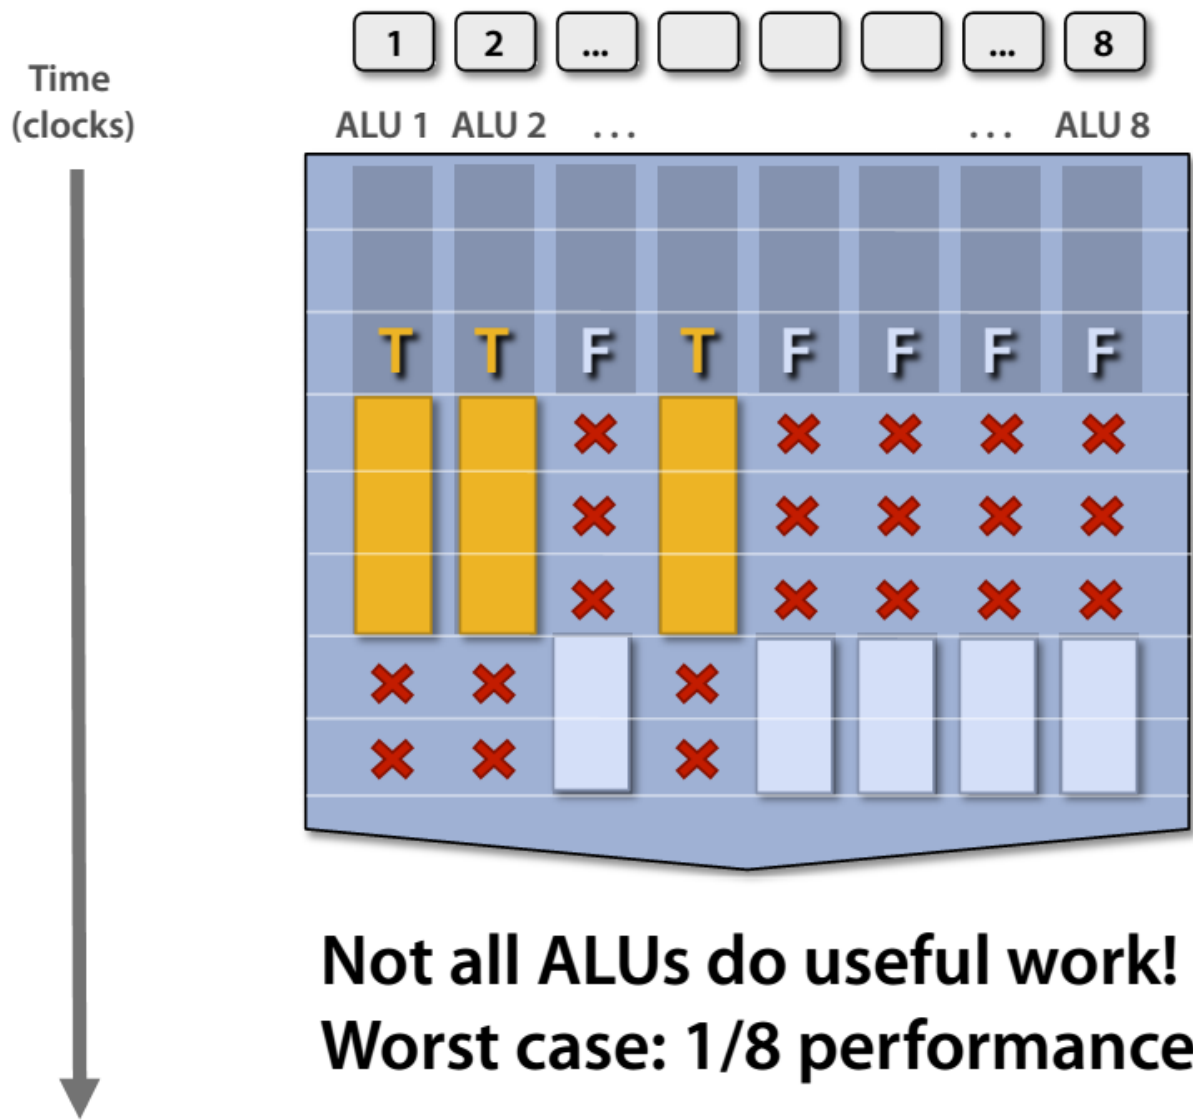 1 2 ... ... 8
Time
(clocks)
ALU 1 ALU 2 ... ... ALU 8
T T F T F F F F
Not all ALUs do useful work!
Worst case: 1/8 performance